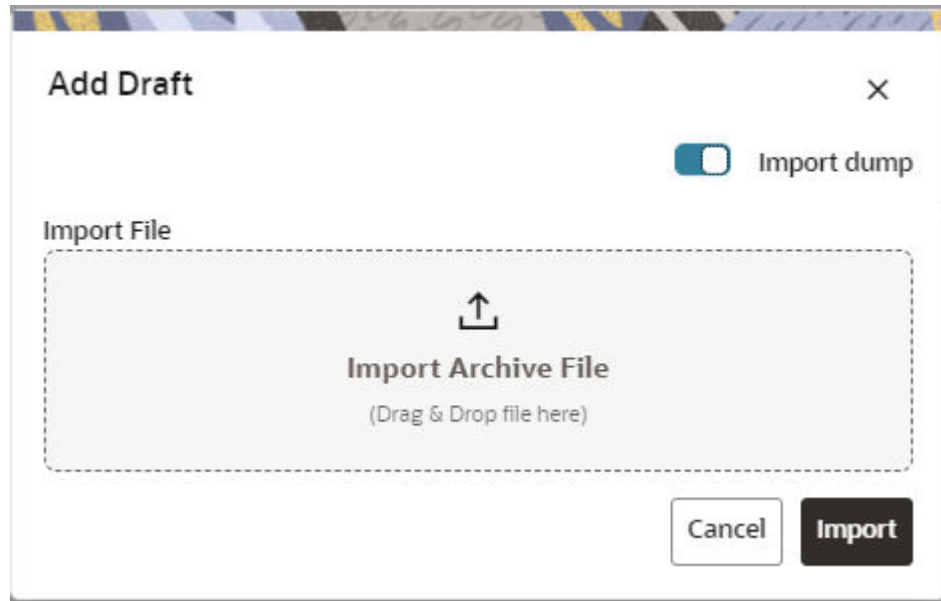 Add Draft
Import dump
Import File
Import Archive File
(Drag & Drop file here)
Cancel
Import